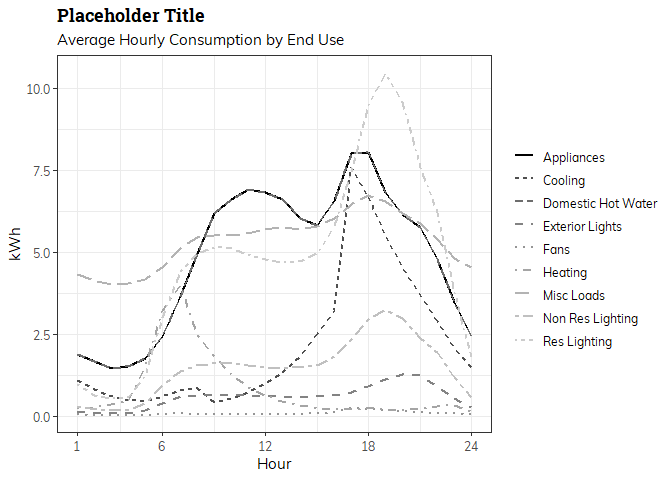 Placeholder Title
Average Hourly Consumption by End Use
10.0
7.5
5.0
2.5
0.0
kWh
1 6 12 18 24
Hour
Appliances
Cooling
Domestic Hot Water
Exterior Lights
Fans
Heating
Misc Loads
Non Res Lighting
Res Lighting